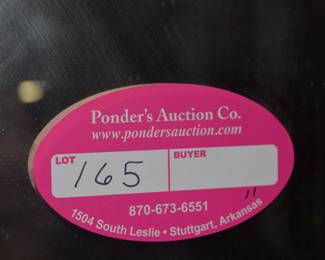 Ponder's Auction Co.
www.pondersauction.com
LOT
165
BUYER
870-673-6551
1504 South Leslie • Stuttgart, Arkansas
"